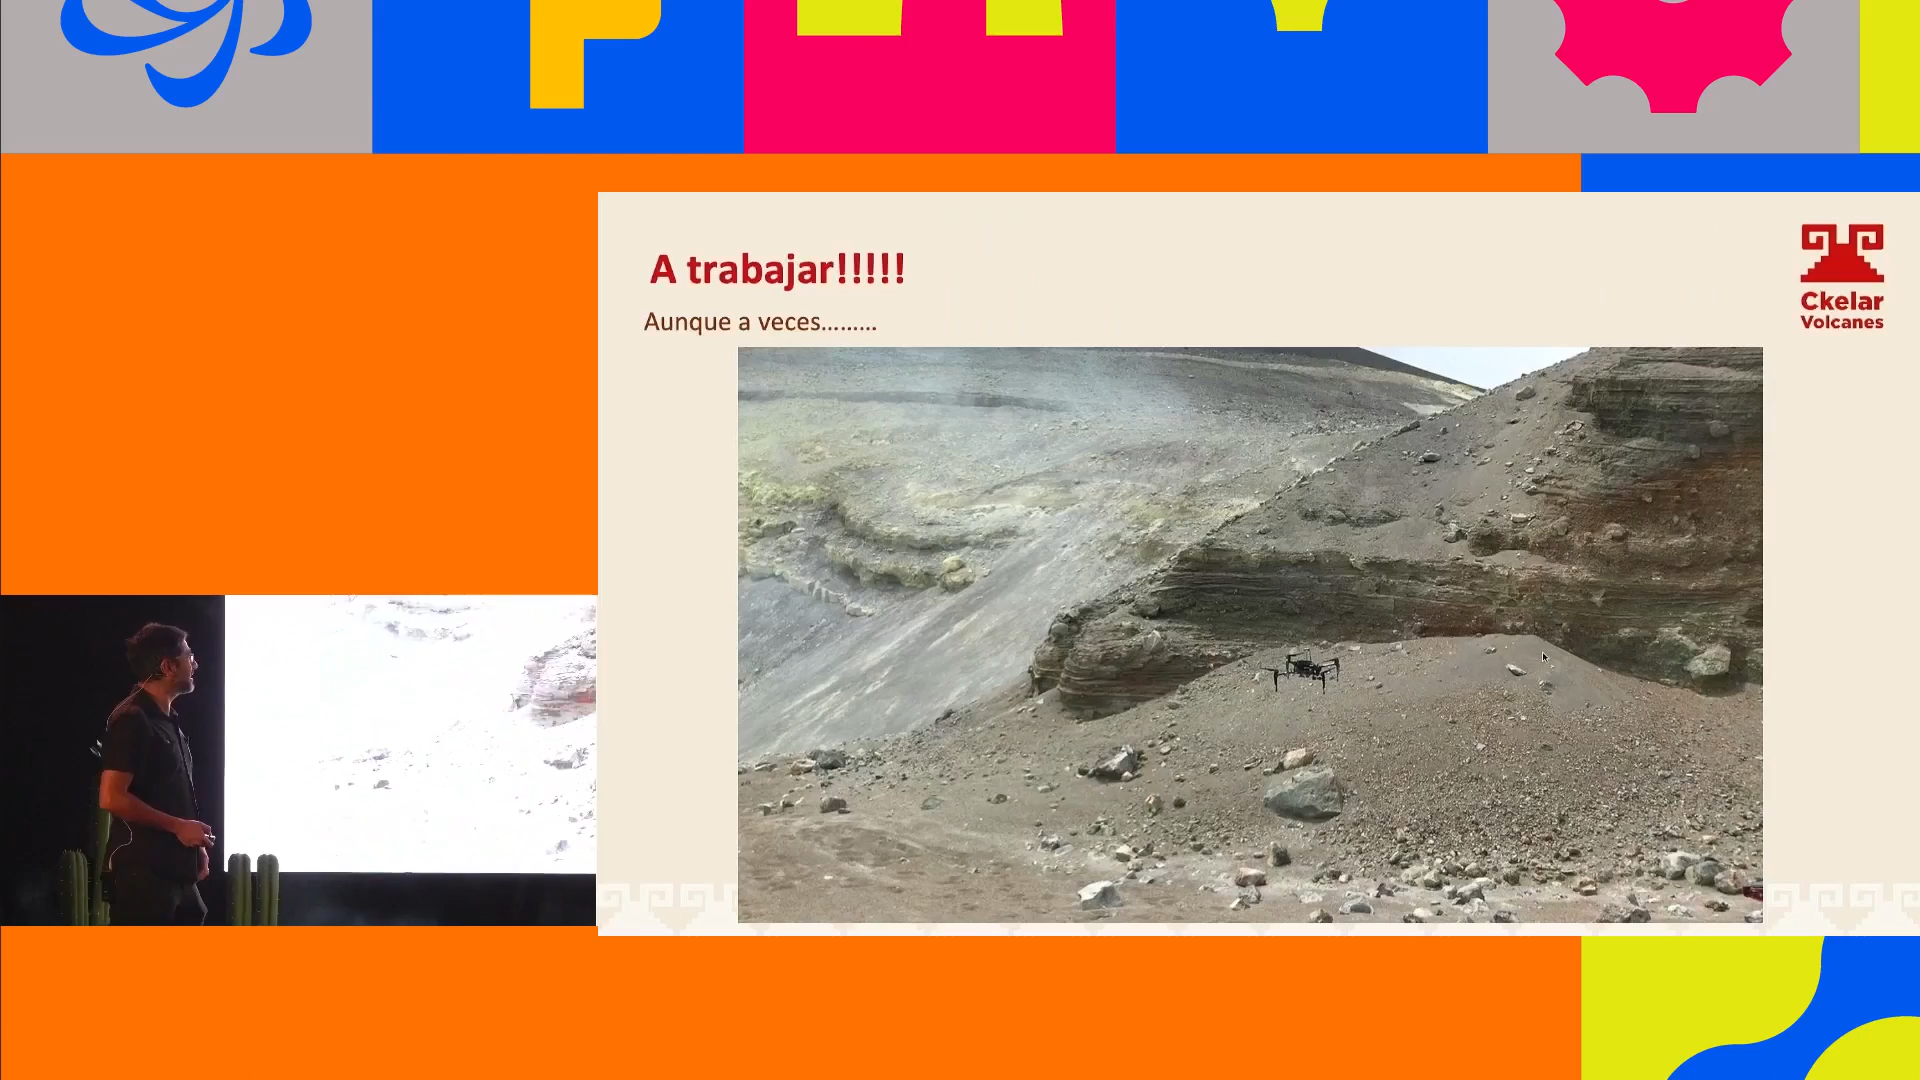 A trabajar!!!!!
Aunque a veces.........
Ckelar
Volcanes